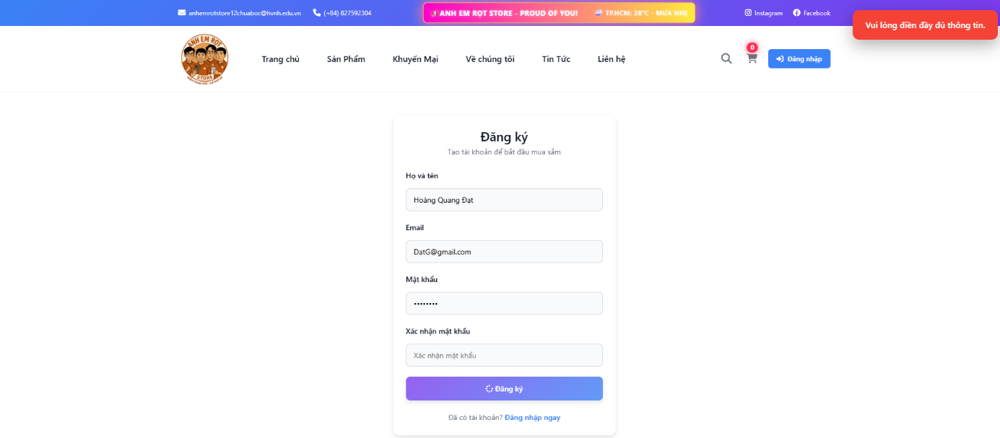 anhemrotstore12chuaboc@hvnh.edu.vn (+84) 827592304 ANH EM RỌT STORE - PROUD OF YOU! TP.HCM: 28°C - MƯA NHẸ Instagram Facebook
Vui lòng điền đầy đủ thông tin.
ANH EM RỌT
STORE
Trang chủ Sản Phẩm Khuyến Mại Về chúng tôi Tin Tức Liên hệ 0 Đăng nhập
Đăng ký
Tạo tài khoản để bắt đầu mua sắm
Họ và tên
Hoàng Quang Đạt
Email
DatG@gmail.com
Mật khẩu
••••••••
Xác nhận mật khẩu
Xác nhận mật khẩu
Đăng ký
Đã có tài khoản? Đăng nhập ngay